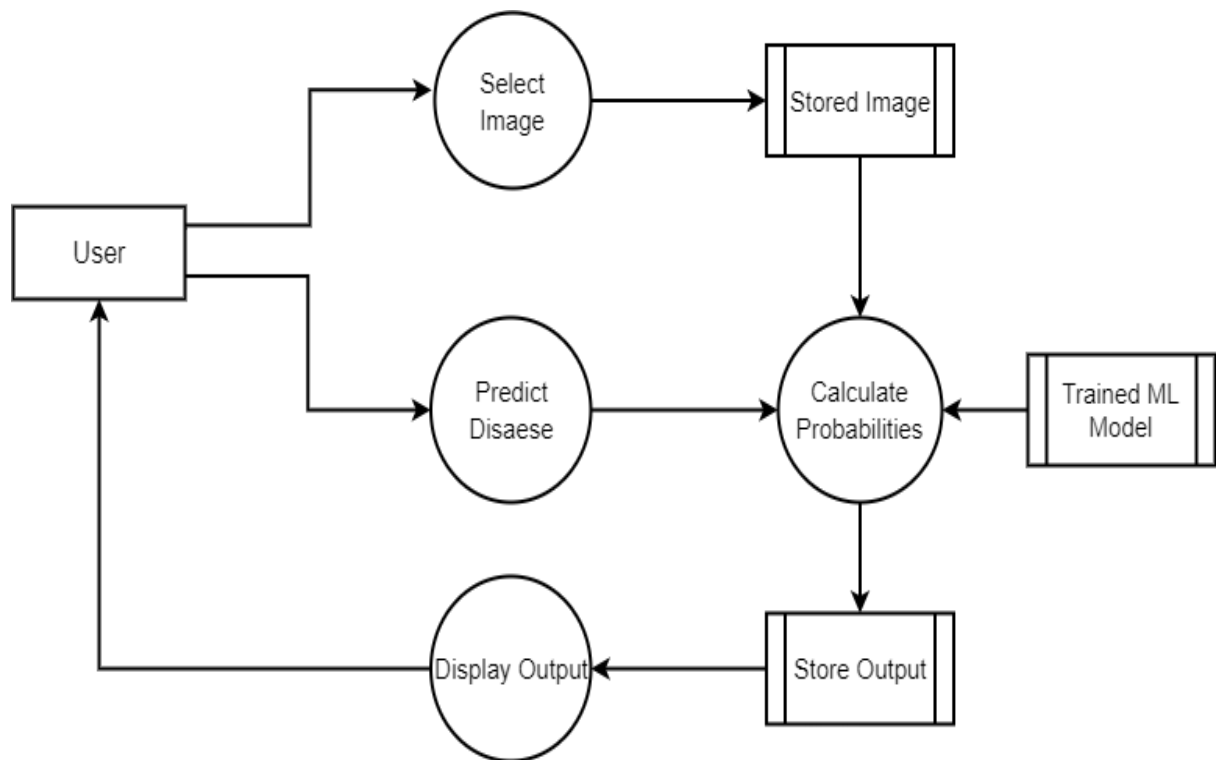 Select
Image
Stored Image
User
Predict
Disaese
Calculate
Probabilities
Trained ML
Model
Display Output
Store Output